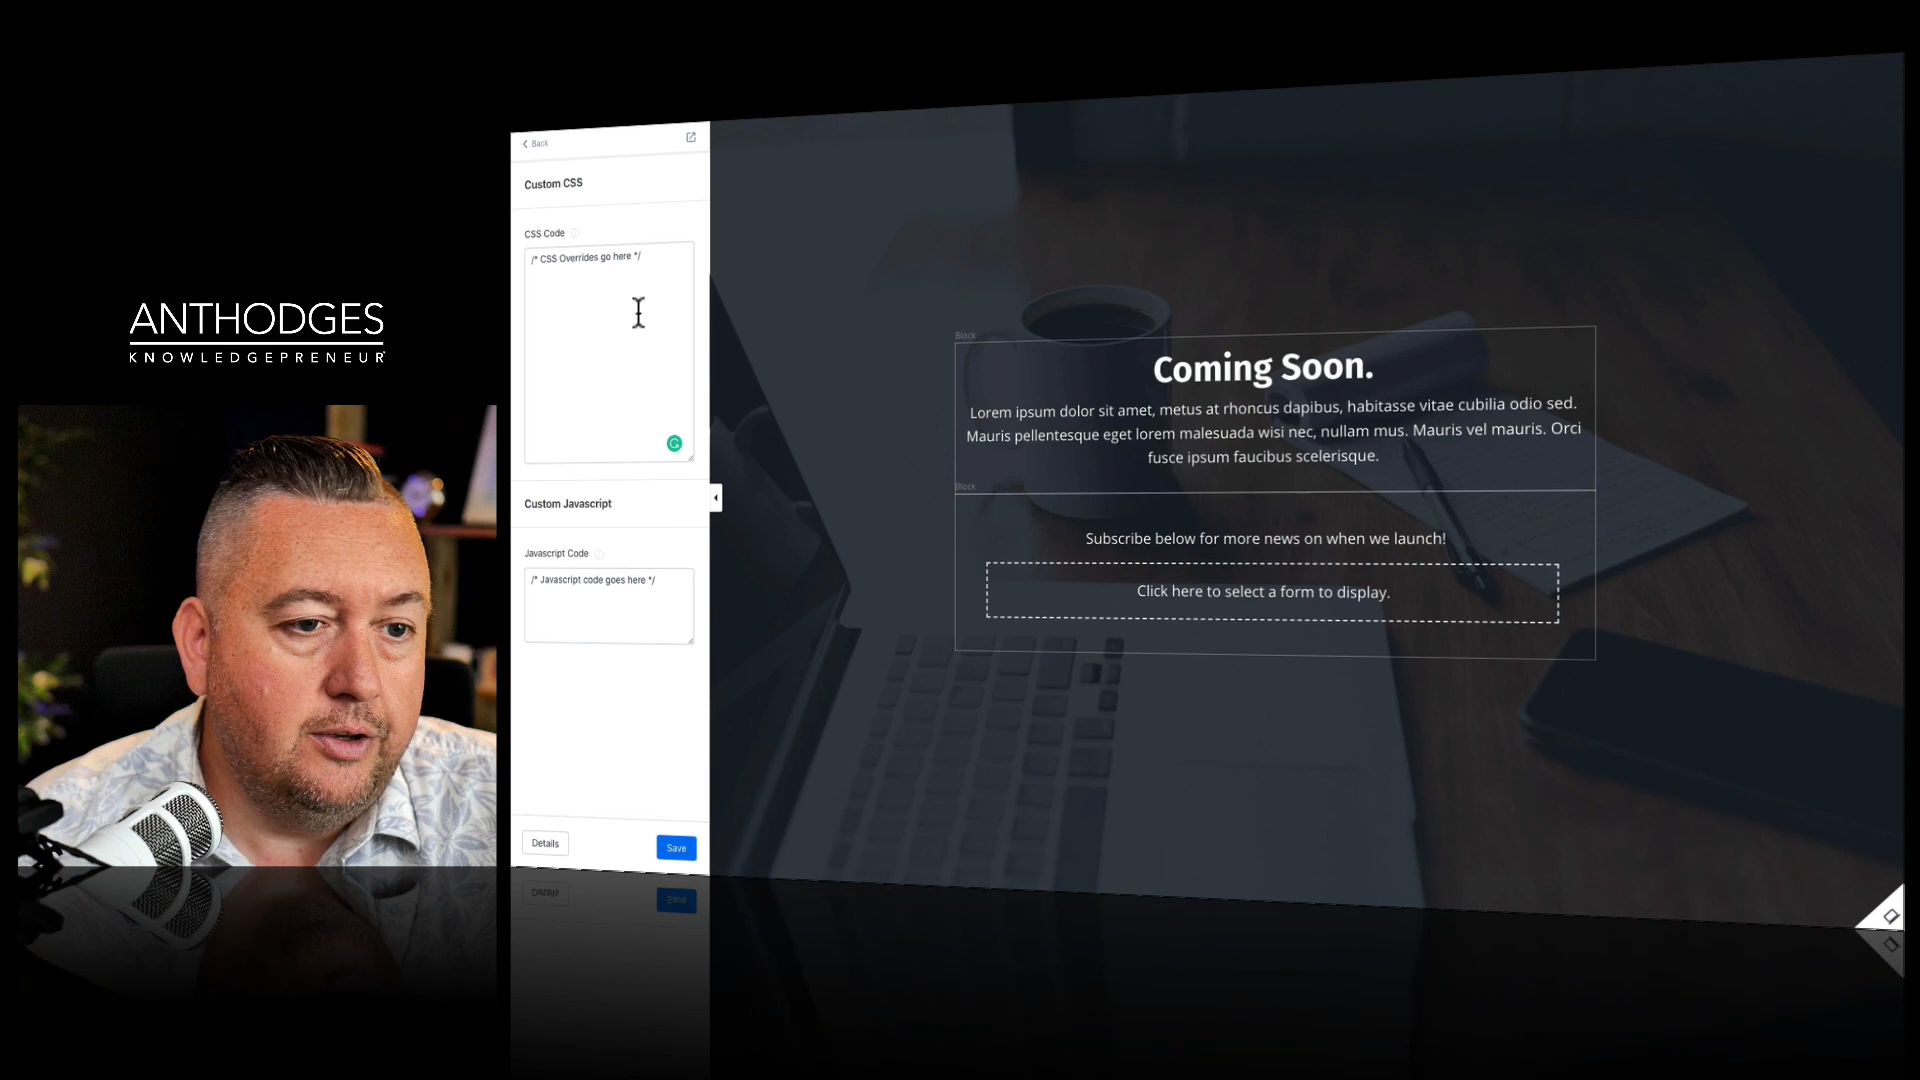 ANTHODGES
KNOWLEDGEPRENEUR
Back
Custom CSS
CSS Code
/* CSS Overrides go here */
Custom Javascript
Javascript Code
/* Javascript code goes here */
Details
Save
Block
Coming Soon.
Lorem ipsum dolor sit amet, metus at rhoncus dapibus, habitasse vitae cubilia odio sed.
Mauris pellentesque eget lorem malesuada wisi nec, nullam mus. Mauris vel mauris. Orci
fusce ipsum faucibus scelerisque.
Block
Subscribe below for more news on when we launch!
Click here to select a form to display.